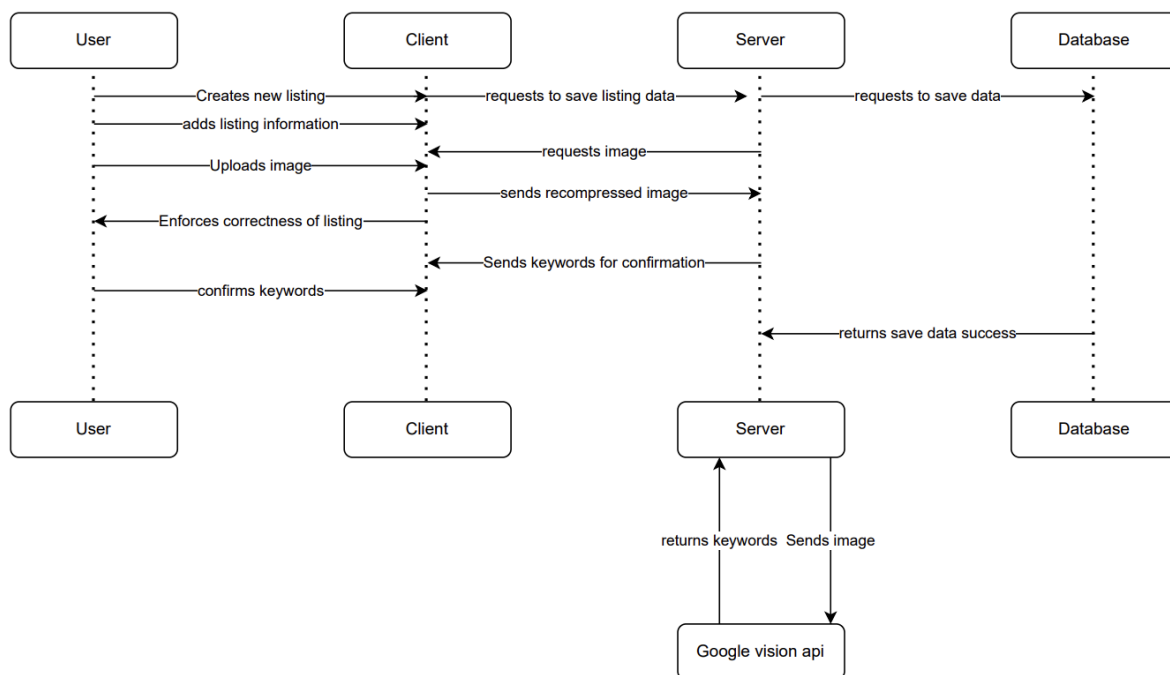 User
Client
Server
Database
Creates new listing
requests to save listing data
requests to save data
adds listing information
requests image
Uploads image
sends recompressed image
Enforces correctness of listing
Sends keywords for confirmation
confirms keywords
returns save data success
User
Client
Server
Database
returns keywords
Sends image
Google vision api